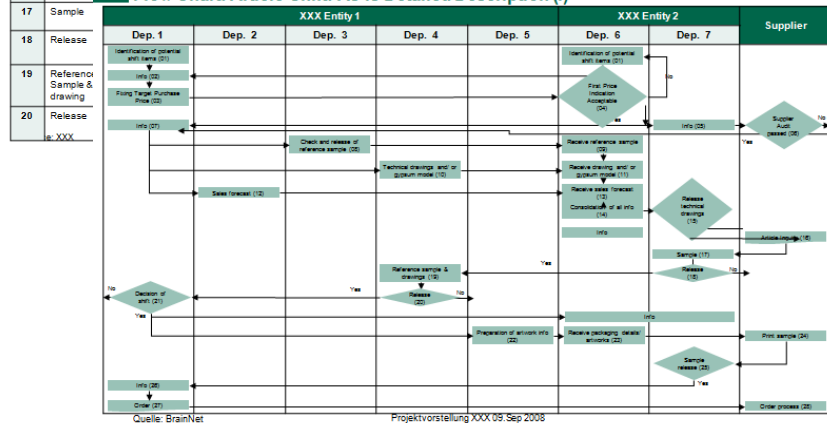 17 Sample
18 Release
19 Reference
Sample &
drawing
20 Release
e: XXX
XXX Entity 1
XXX Entity 2
Supplier
Dep. 1
Dep. 2
Dep. 3
Dep. 4
Dep. 5
Dep. 6
Dep. 7
Identification of potential
shift items (01)
Identification of potential
shift items (01)
Info (02)
No
Fixing Target Purchase
Price (03)
First Price
Indication
Acceptable
(04)
Yes
Info (07)
Info (05)
Supplier
Audit
passed (06)
No
Yes
Check and release of
reference sample (08)
Receive reference sample
(09)
Technical drawings and/or
gypsum model (10)
Receive drawing and/or
gypsum model (11)
Sales forecast (12)
Receive sales forecast
(13)
Consolidation of all info
(14)
Release
technical
drawings
(15)
Info
Article inquiry (16)
Sample (17)
Yes
Release
(18)
No
Reference sample &
drawings (19)
Yes
Release
(20)
No
No
Decision of
shift (21)
Yes
Info
Preparation of artwork info
(22)
Receive packaging details/
artworks (23)
Print sample (24)
Sample
release (25)
Yes
Info (26)
Order (27)
Order process (28)
Quelle: BrainNet
Projektvorstellung XXX 09.Sep 2008